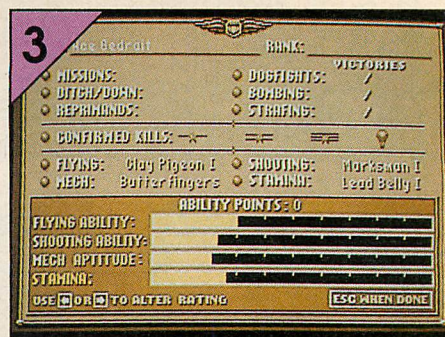 3
Ace Bedrait RANK:
VICTORIES
MISSIONS: DOGFIGHTS: /
DITCH/DOWN: BOMBING: /
REPRIMANDS: STRAFING: /
CONFIRMED KILLS:
FLYING: Clay Pigeon I SHOOTING: Marksman I
MECH: Butterfingers STAMINA: Lead Belly I
ABILITY POINTS: 0
FLYING ABILITY:
SHOOTING ABILITY:
MECH APTITUDE:
STAMINA:
USE ← OR → TO ALTER RATING ESC WHEN DONE